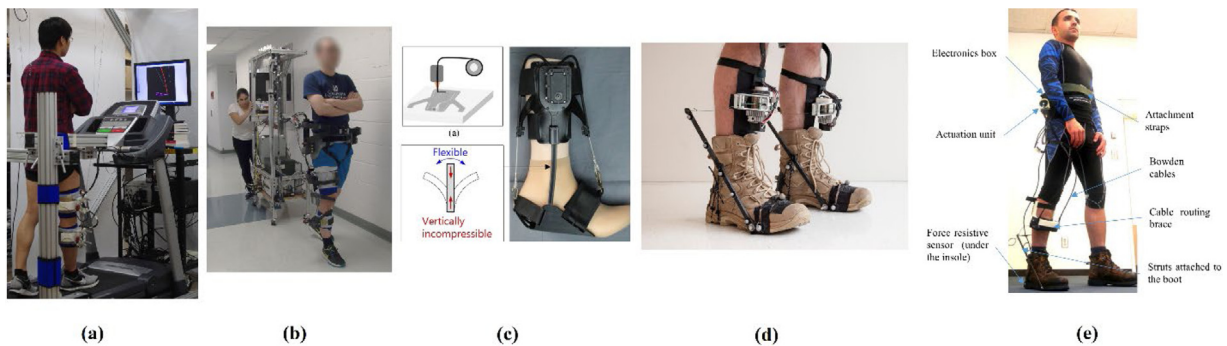 Electronics box
Actuation unit
Force resistive
sensor (under
the insole)
Attachment
straps
Bowden
cables
Cable routing
brace
Struts attached to
the boot
(a)
Flexible
Vertically
incompressible
(a)
(b)
(c)
(d)
(e)